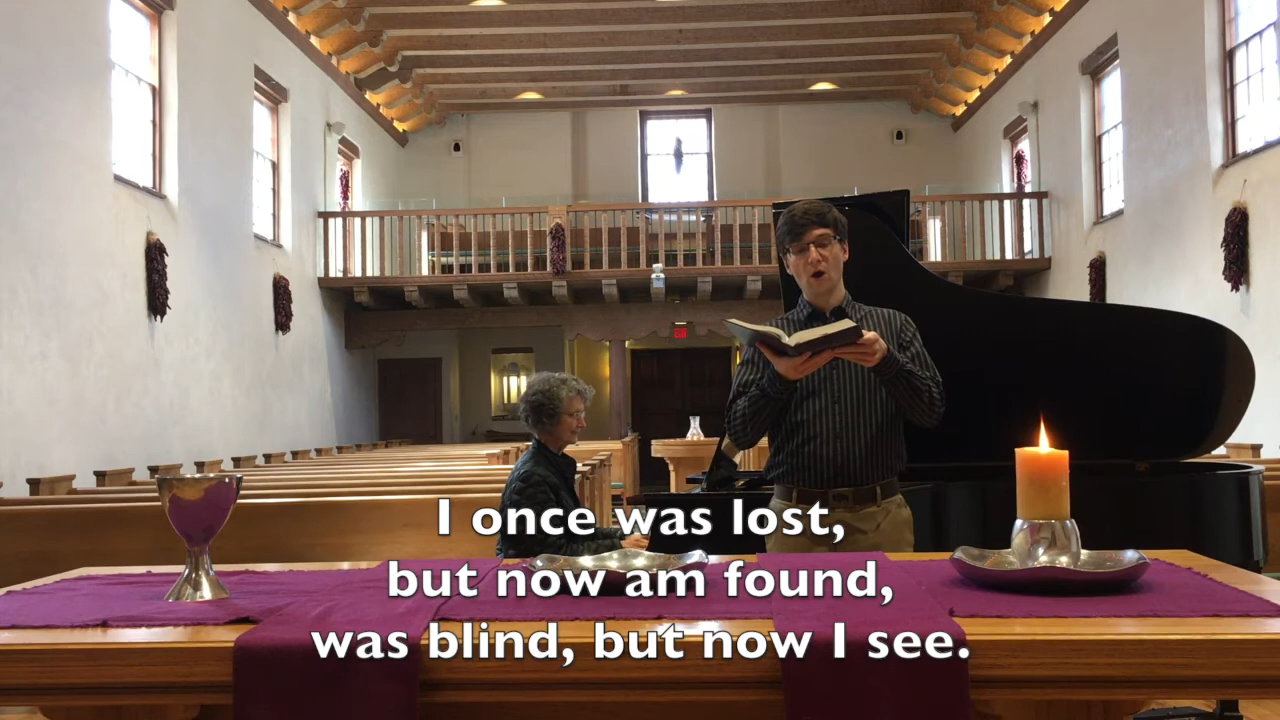 I once was lost,
but now am found,
was blind, but now I see.